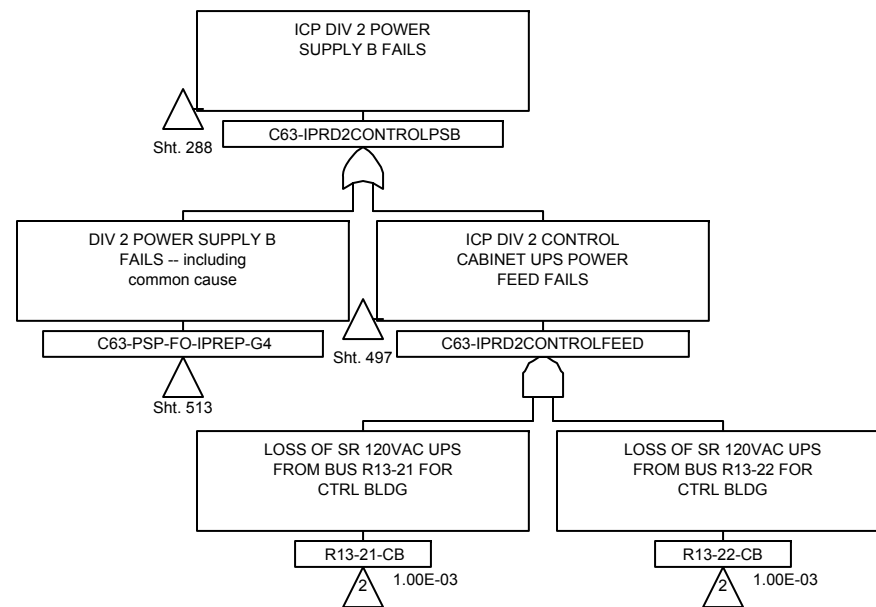 ICP DIV 2 POWER
SUPPLY B FAILS
Sht. 288
C63-IPRD2CONTROLPSB
DIV 2 POWER SUPPLY B
FAILS -- including
common cause
C63-PSP-FO-IPREP-G4
Sht. 513
ICP DIV 2 CONTROL
CABINET UPS POWER
FEED FAILS
Sht. 497
C63-IPRD2CONTROLFEED
LOSS OF SR 120VAC UPS
FROM BUS R13-21 FOR
CTRL BLDG
R13-21-CB
2
1.00E-03
LOSS OF SR 120VAC UPS
FROM BUS R13-22 FOR
CTRL BLDG
R13-22-CB
2
1.00E-03